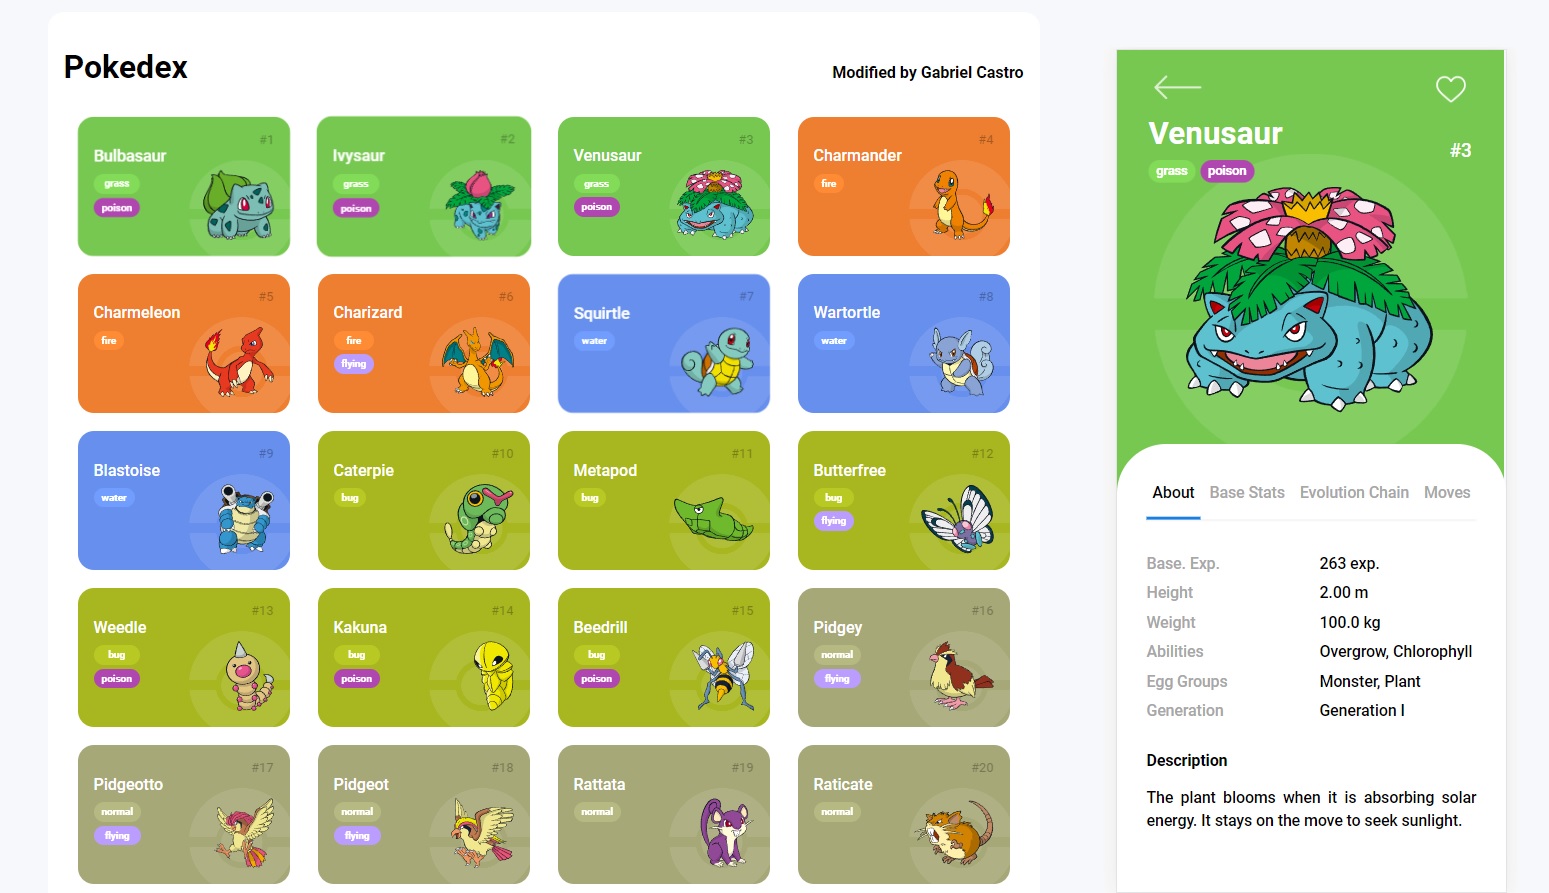 Pokedex
Modified by Gabriel Castro
#1
Bulbasaur
grass
poison
#2
Ivysaur
grass
poison
#3
Venusaur
grass
poison
#4
Charmander
fire
#5
Charmeleon
fire
#6
Charizard
fire
flying
#7
Squirtle
water
#8
Wartortle
water
#9
Blastoise
water
#10
Caterpie
bug
#11
Metapod
bug
#12
Butterfree
bug
flying
#13
Weedle
bug
poison
#14
Kakuna
bug
poison
#15
Beedrill
bug
poison
#16
Pidgey
normal
flying
#17
Pidgeotto
normal
flying
#18
Pidgeot
normal
flying
#19
Rattata
normal
#20
Raticate
normal
Venusaur
#3
grass poison
About Base Stats Evolution Chain Moves
Base. Exp. 263 exp.
Height 2.00 m
Weight 100.0 kg
Abilities Overgrow, Chlorophyll
Egg Groups Monster, Plant
Generation Generation I
Description
The plant blooms when it is absorbing solar
energy. It stays on the move to seek sunlight.